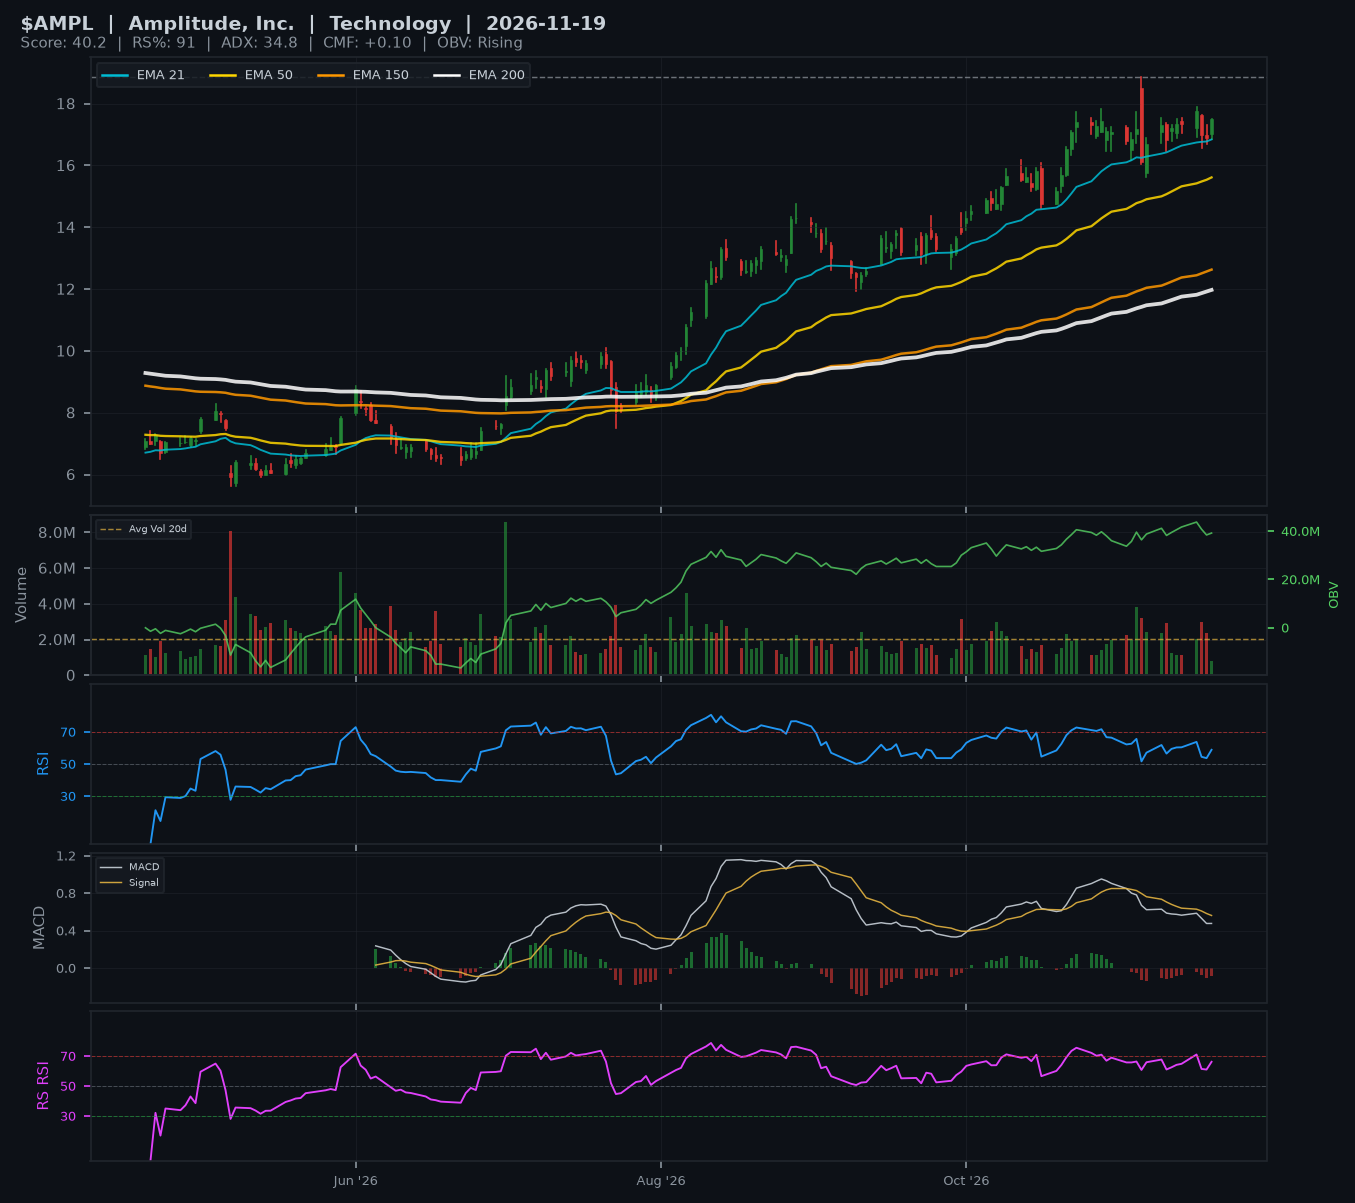 $AMPL | Amplitude, Inc. | Technology | 2026-11-19
Score: 40.2 | RS%: 91 | ADX: 34.8 | CMF: +0.10 | OBV: Rising
EMA 21 EMA 50 EMA 150 EMA 200
18
16
14
12
10
8
6
Avg Vol 20d
8.0M
6.0M
4.0M
2.0M
0
Volume
40.0M
20.0M
0
OBV
70
50
30
RSI
MACD
Signal
1.2
0.8
0.4
0.0
MACD
70
50
30
RS RSI
Jun '26 Aug '26 Oct '26